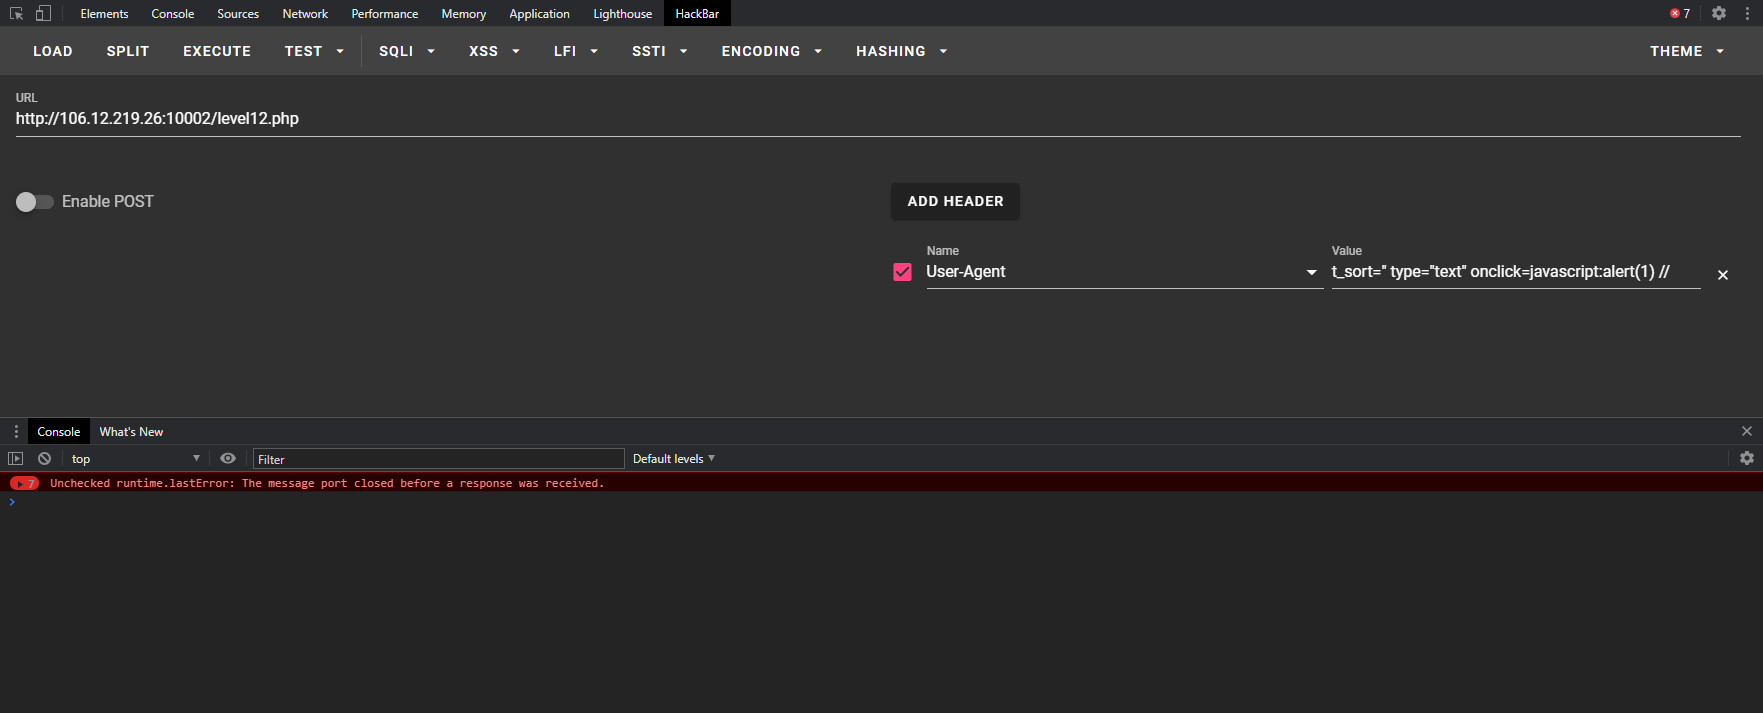 Elements Console Sources Network Performance Memory Application Lighthouse HackBar 7
LOAD SPLIT EXECUTE TEST SQLI XSS LFI SSTI ENCODING HASHING THEME
URL
http://106.12.219.26:10002/level12.php
Enable POST
ADD HEADER
Name Value
User-Agent t_sort=" type="text" onclick=javascript:alert(1) //
Console What's New
top Filter Default levels
7 Unchecked runtime.lastError: The message port closed before a response was received.